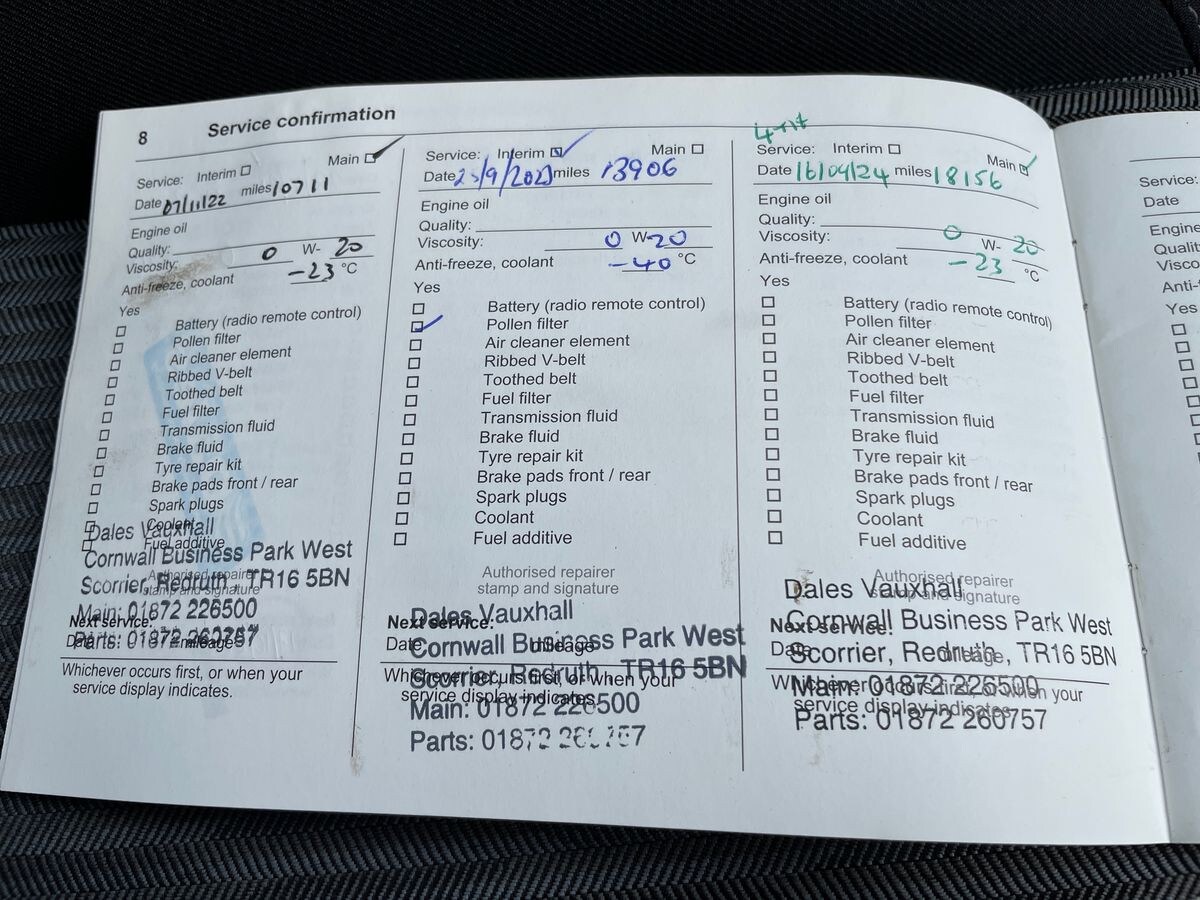 8 Service confirmation
Service: Interim Main
Date 07/11/22 miles 10711
Engine oil
Quality:
Viscosity: 0 W- 20
Anti-freeze, coolant -23 °C
Yes
Battery (radio remote control)
Pollen filter
Air cleaner element
Ribbed V-belt
Toothed belt
Fuel filter
Transmission fluid
Brake fluid
Tyre repair kit
Brake pads front / rear
Spark plugs
Coolant
Fuel additive
Authorised repairer
stamp and signature
Dales Vauxhall
Cornwall Business Park West
Scorrier, Redruth, TR16 5BN
Main: 01872 226500
Parts: 01872 260757
Next service:
Date mileage
Whichever occurs first, or when your
service display indicates.
Service: Interim Main
Date miles 13906
Engine oil
Quality:
Viscosity: 0 W-20
Anti-freeze, coolant -40 °C
Yes
Battery (radio remote control)
Pollen filter
Air cleaner element
Ribbed V-belt
Toothed belt
Fuel filter
Transmission fluid
Brake fluid
Tyre repair kit
Brake pads front / rear
Spark plugs
Coolant
Fuel additive
Authorised repairer
stamp and signature
Dales Vauxhall
Cornwall Business Park West
Scorrier, Redruth, TR16 5BN
Main: 01872 226500
Parts: 01872
Next service:
Date mileage
Whichever occurs first, or when your
service display indicates.
Service: Interim Main
Date 16/04/24 miles 18156
Engine oil
Quality:
Viscosity: 0 W- 20
Anti-freeze, coolant -23 °C
Yes
Battery (radio remote control)
Pollen filter
Air cleaner element
Ribbed V-belt
Toothed belt
Fuel filter
Transmission fluid
Brake fluid
Tyre repair kit
Brake pads front / rear
Spark plugs
Coolant
Fuel additive
Authorised repairer
stamp and signature
Dales Vauxhall
Cornwall Business Park West
Scorrier, Redruth, TR16 5BN
Main: 01872 226500
Parts: 01872 260757
Next service:
Date mileage
Whichever occurs first, or when your
service display indicates.
Service:
Date
Engine
Yes